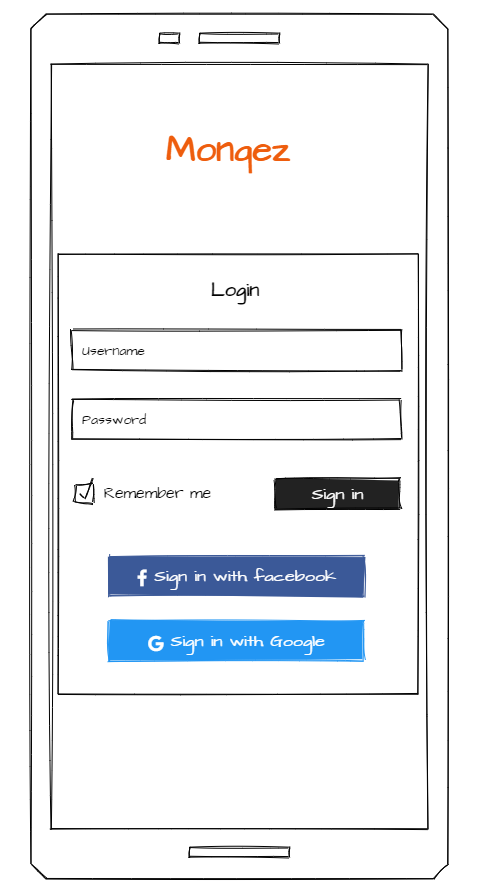 Monqez
Login
Username
Password
Remember me
Sign in
Sign in with facebook
Sign in with Google